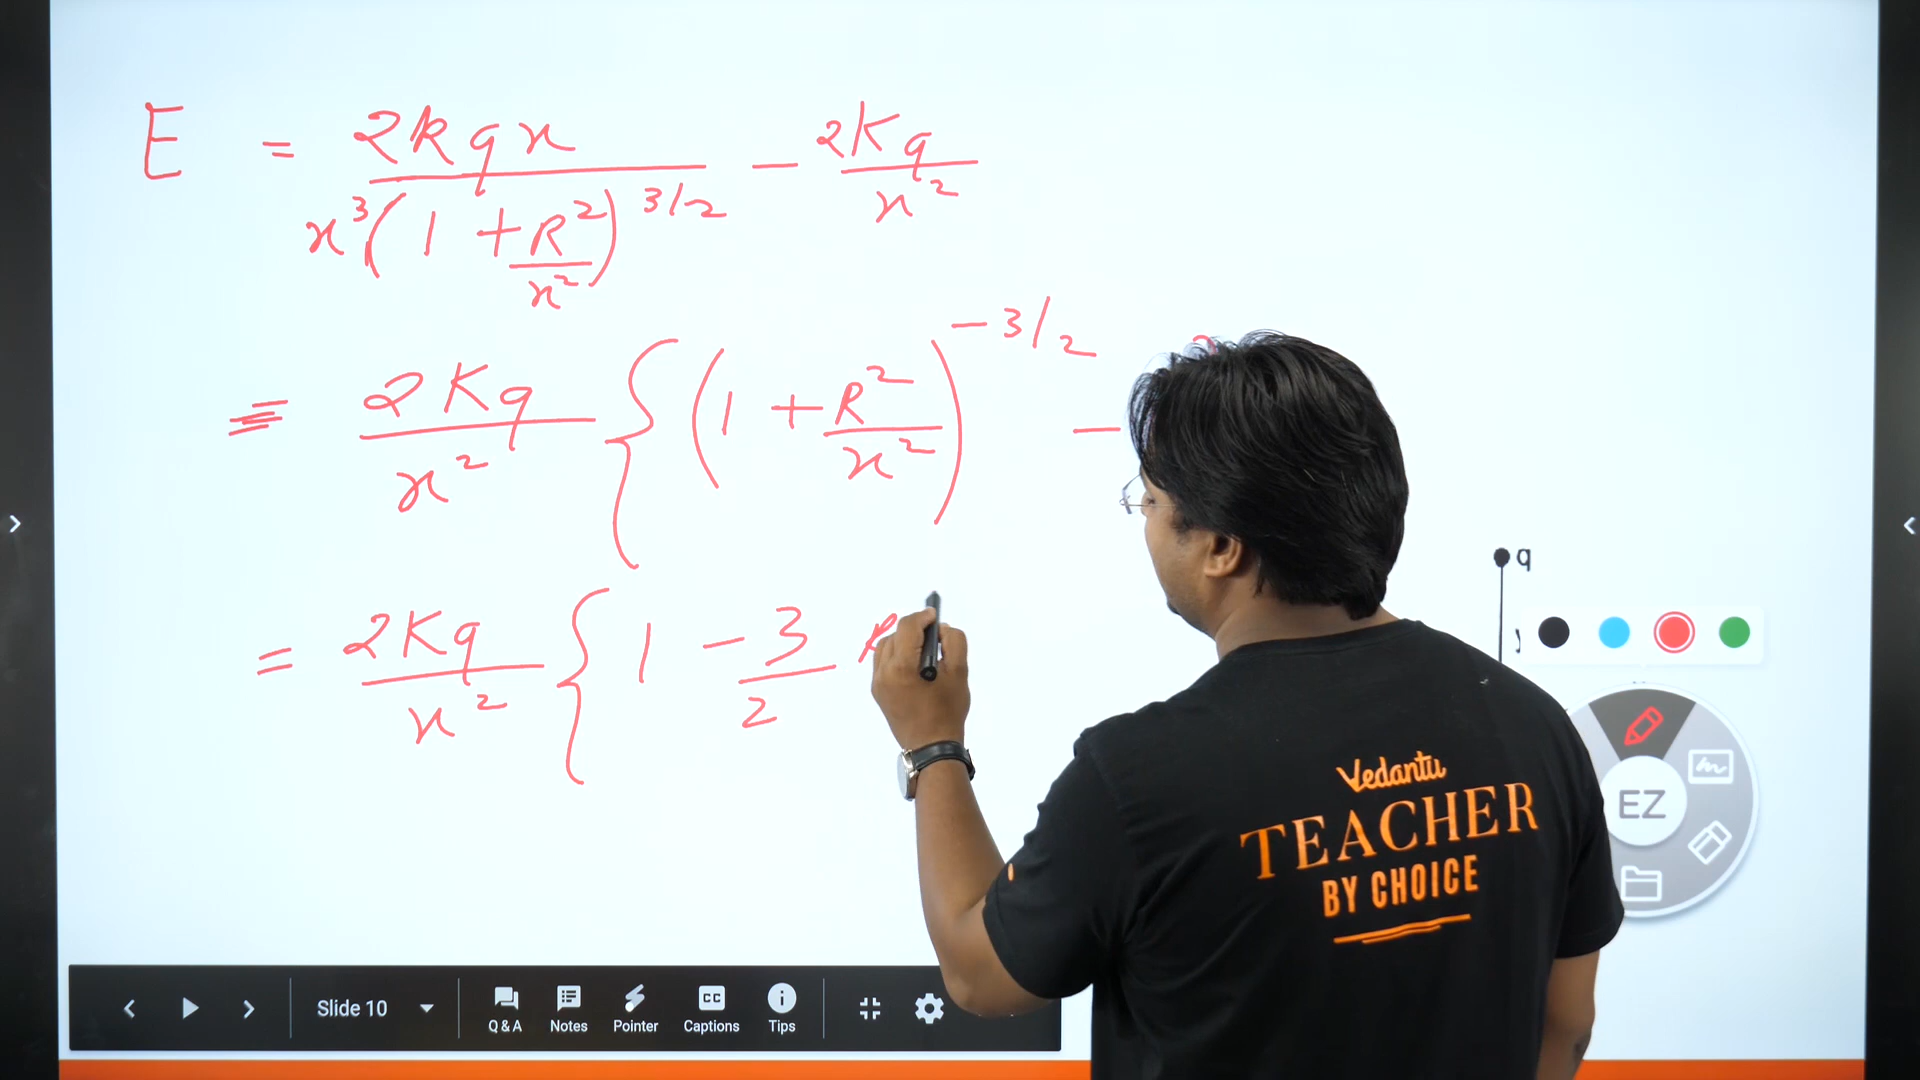 E = 2kqx / x³(1 + R²/x²)^3/2 − 2Kq / x²
= 2Kq / x² { (1 + R²/x²)^−3/2 −
= 2Kq / x² { 1 − 3/2 R
q
EZ
Vedantu
TEACHER
BY CHOICE
Slide 10
Q & A
Notes
Pointer
CC
Captions
Tips